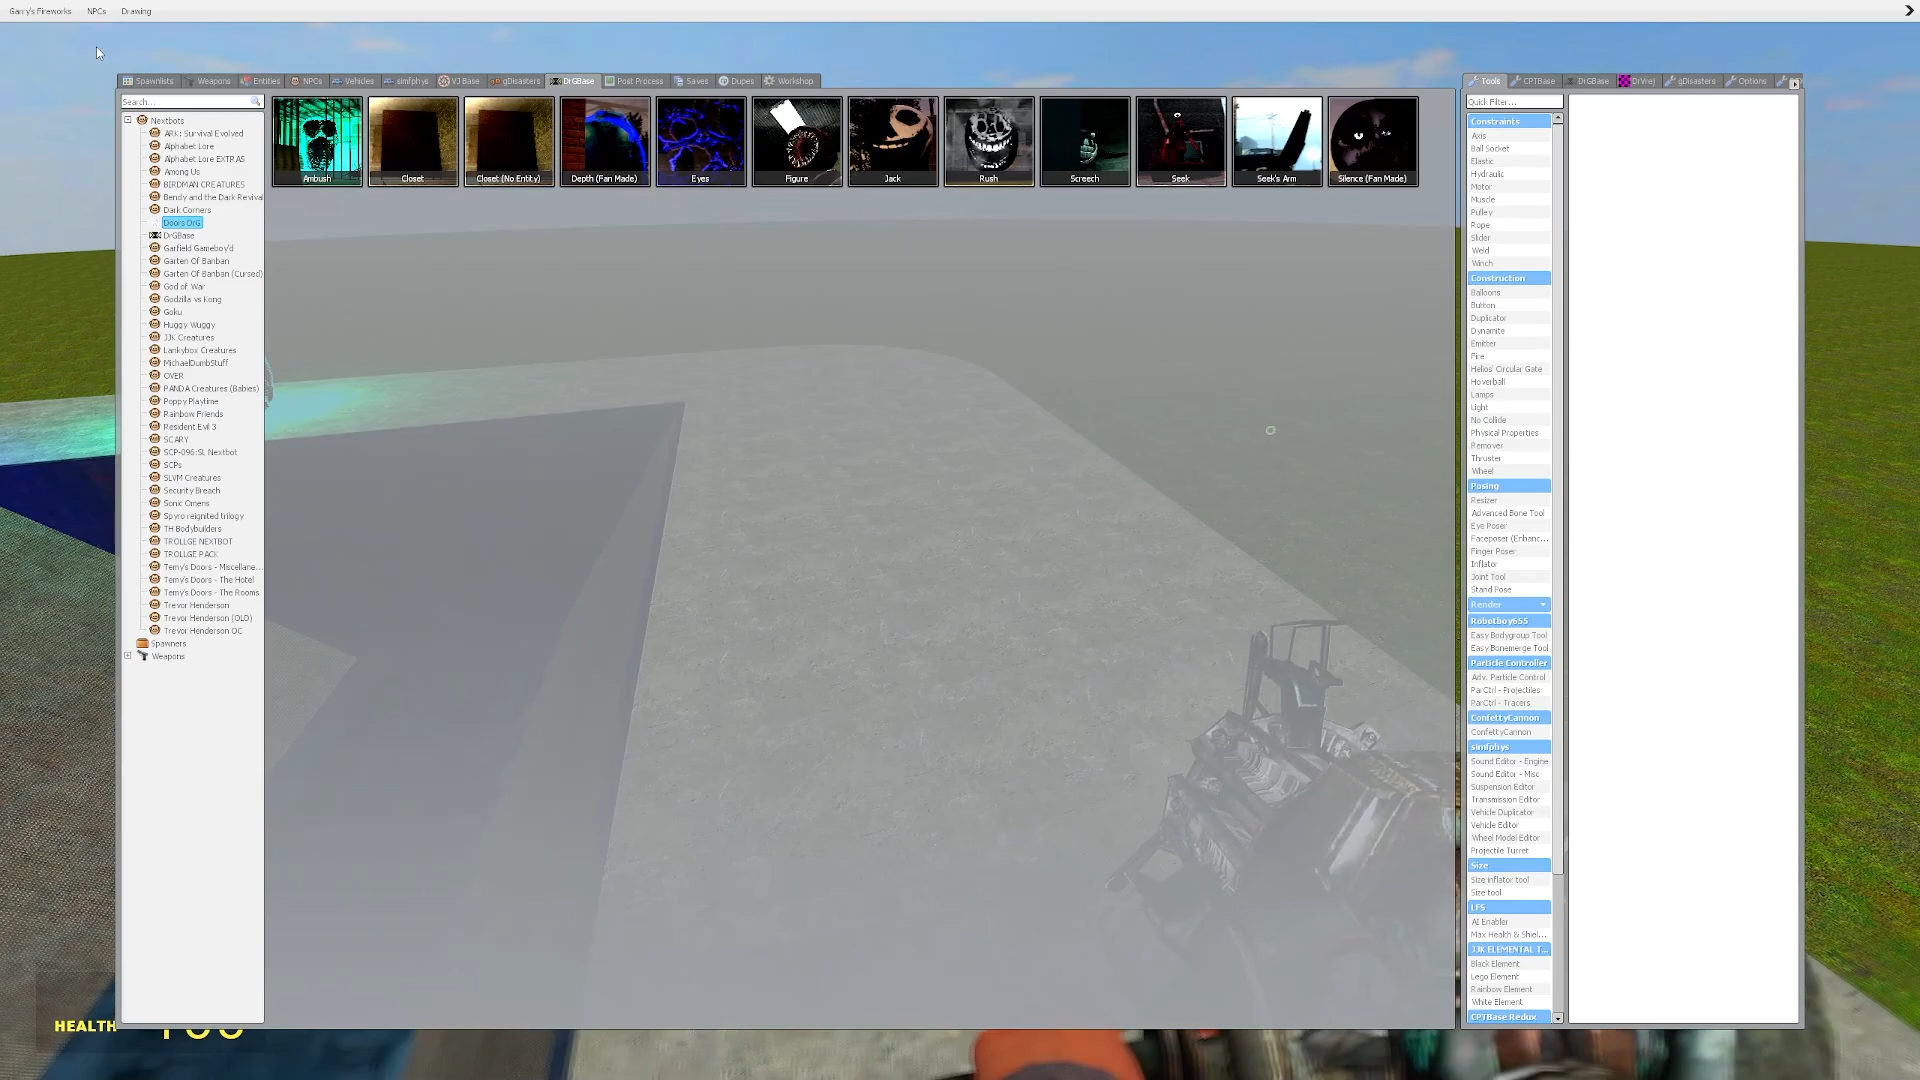 Garry's Fireworks NPCs Drawing
Spawnlists Weapons Entities NPCs Vehicles simfphys VJ Base gDisasters DrGBase Post Process Saves Dupes Workshop
Search...
Nextbots
ARK: Survival Evolved
Alphabet Lore
Alphabet Lore EXTRAS
Among Us
BIRDMAN CREATURES
Bendy and the Dark Revival
Dark Corners
Doors DrG
DrGBase
Garfield Gameboy'd
Garten Of Banban
Garten Of Banban (Cursed)
God of War
Godzilla vs Kong
Goku
Huggy Wuggy
JJK Creatures
Lankybox Creatures
MichaelDumbStuff
OVER
PANDA Creatures (Babies)
Poppy Playtime
Rainbow Friends
Resident Evil 3
SCARY
SCP-096:SL Nextbot
SCPs
SLVM Creatures
Security Breach
Sonic Omens
Spyro reignited trilogy
TH Bodybuilders
TROLLGE NEXTBOT
TROLLGE PACK
Temy's Doors - Miscellane...
Temy's Doors - The Hotel
Temy's Doors - The Rooms
Trevor Henderson
Trevor Henderson (OLD)
Trevor Henderson OC
Spawners
Weapons
Ambush
Closet
Closet (No Entity)
Depth (Fan Made)
Eyes
Figure
Jack
Rush
Screech
Seek
Seek's Arm
Silence (Fan Made)
Tools CPTBase DrGBase DrVrej gDisasters Options
Quick Filter...
Constraints
Axis
Ball Socket
Elastic
Hydraulic
Motor
Muscle
Pulley
Rope
Slider
Weld
Winch
Construction
Balloons
Button
Duplicator
Dynamite
Emitter
Fire
Helios' Circular Gate
Hoverball
Lamps
Light
No Collide
Physical Properties
Remover
Thruster
Wheel
Posing
Resizer
Advanced Bone Tool
Eye Poser
Faceposer (Enhanc...
Finger Poser
Inflator
Joint Tool
Stand Pose
Render
Robotboy655
Easy Bodygroup Tool
Easy Bonemerge Tool
Particle Controller
Adv. Particle Control
ParCtrl - Projectiles
ParCtrl - Tracers
ConfettyCannon
ConfettyCannon
simfphys
Sound Editor - Engine
Sound Editor - Misc
Suspension Editor
Transmission Editor
Vehicle Duplicator
Vehicle Editor
Wheel Model Editor
Projectile Turret
Size
Size inflator tool
Size tool
LFS
AI Enabler
Max Health & Shiel...
JJK ELEMENTAL T...
Black Element
Lego Element
Rainbow Element
White Element
CPTBase Redux
HEALTH 100